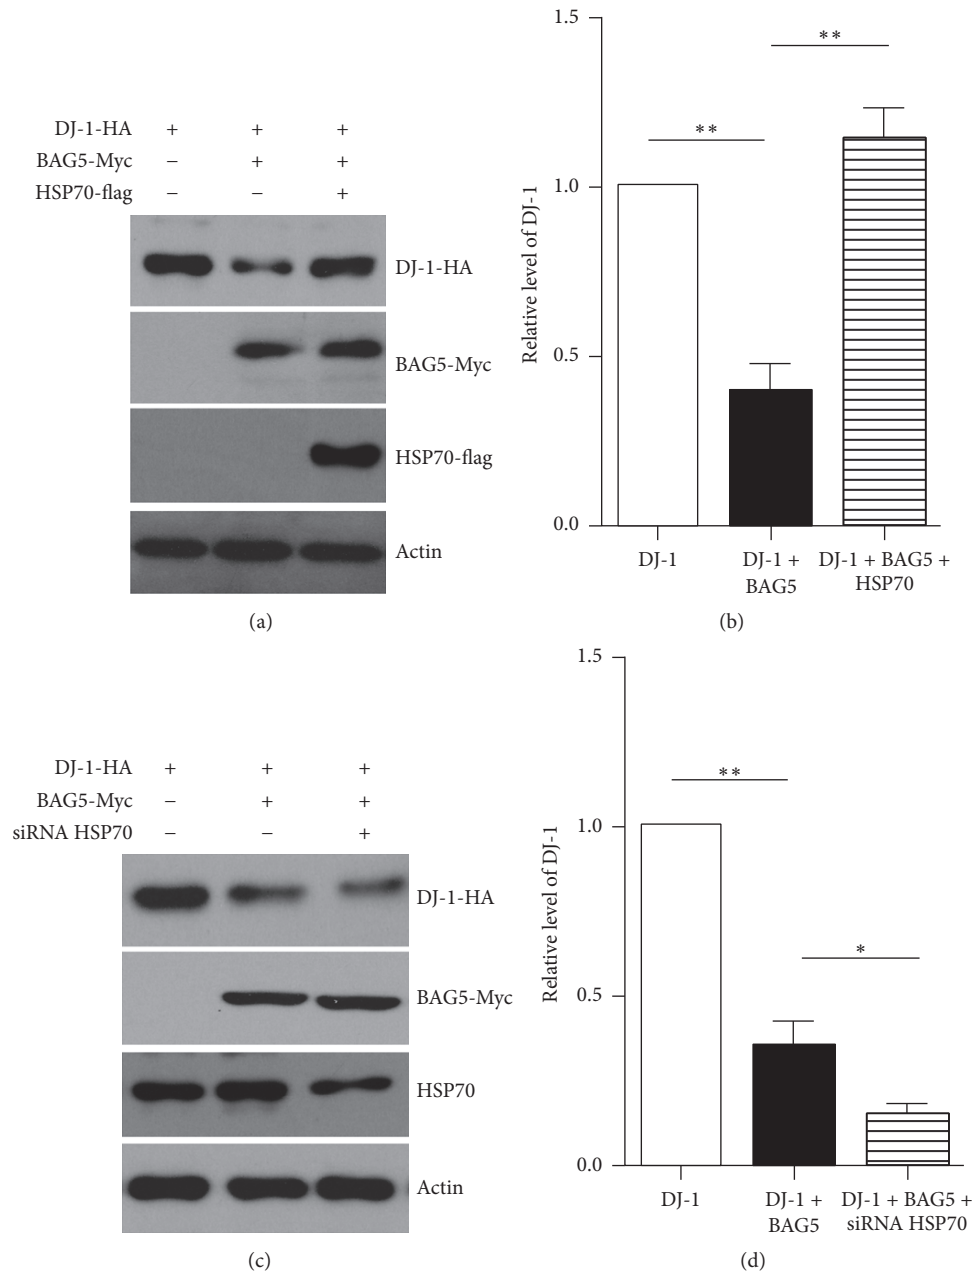 DJ-1-HA + + +
BAG5-Myc − + +
HSP70-flag − − +
DJ-1-HA
BAG5-Myc
HSP70-flag
Actin
(a)
1.5
1.0
0.5
0.0
Relative level of DJ-1
**
**
DJ-1
DJ-1 +
BAG5
DJ-1 + BAG5 +
HSP70
(b)
DJ-1-HA + + +
BAG5-Myc − + +
siRNA HSP70 − − +
DJ-1-HA
BAG5-Myc
HSP70
Actin
(c)
1.5
1.0
0.5
0.0
Relative level of DJ-1
**
*
DJ-1
DJ-1 +
BAG5
DJ-1 + BAG5 +
siRNA HSP70
(d)